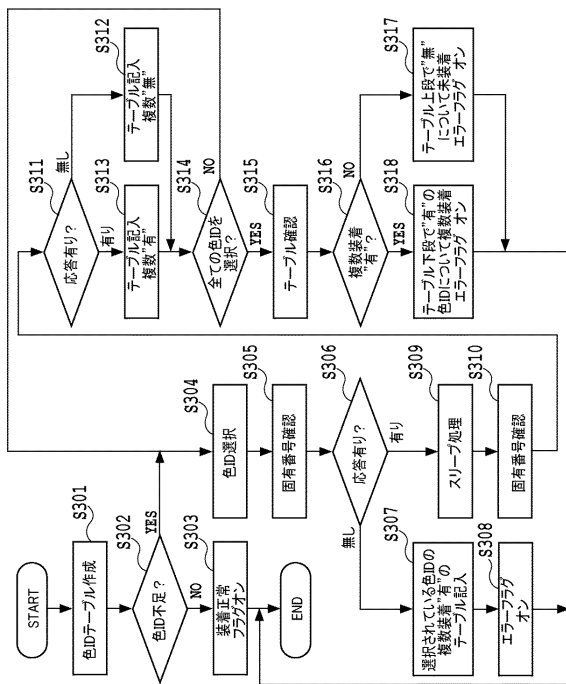 START
S301
色IDテーブル作成
S302
色ID不足?
YES
NO
S303
装着正常
フラグオン
END
S304
色ID選択
S305
固有番号確認
S306
応答有り?
無し
有り
S307
選択されている色IDの
複数装着"有"の
テーブル記入
S308
エラーフラグ
オン
S309
スリープ処理
S310
固有番号確認
S311
応答有り?
無し
有り
S312
テーブル記入
複数"無"
S313
テーブル記入
複数"有"
S314
全ての色IDを
選択?
NO
YES
S315
テーブル確認
S316
複数装着
"有"?
NO
YES
S317
テーブル上段で"無"
について未装着
エラーフラグ オン
S318
テーブル下段で"有"の
色IDについて複数装着
エラーフラグ オン